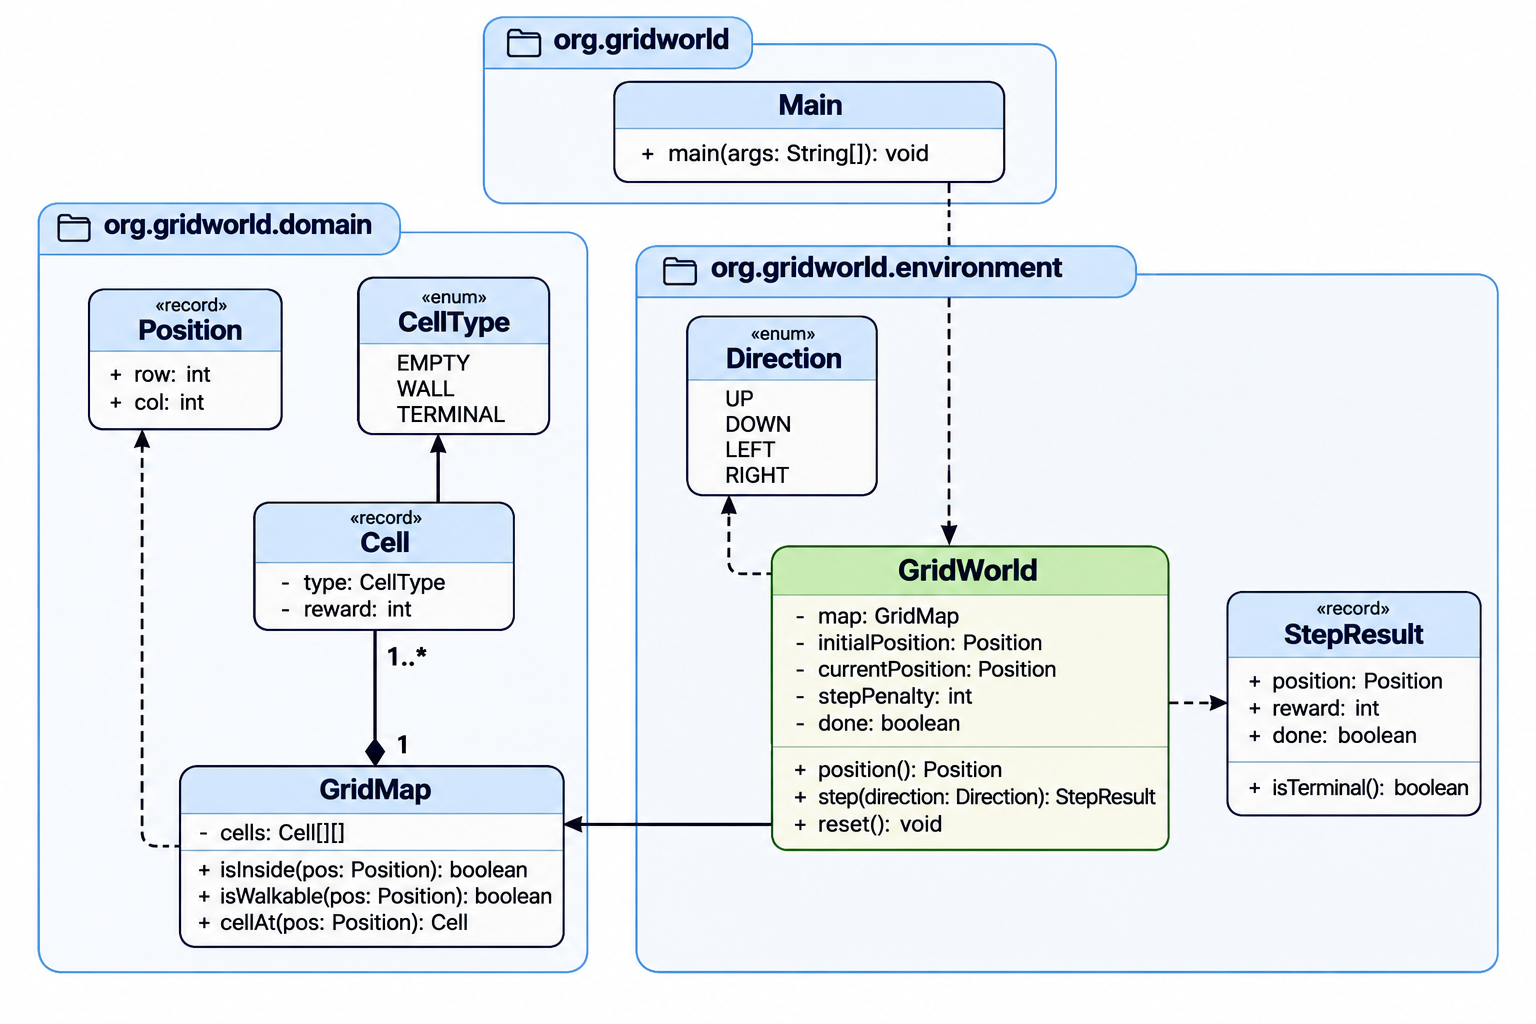 org.gridworld
Main
+ main(args: String[]): void
org.gridworld.domain
«record»
Position
+ row: int
+ col: int
«enum»
CellType
EMPTY
WALL
TERMINAL
«record»
Cell
- type: CellType
- reward: int
1..*
1
GridMap
- cells: Cell[][]
+ isInside(pos: Position): boolean
+ isWalkable(pos: Position): boolean
+ cellAt(pos: Position): Cell
org.gridworld.environment
«enum»
Direction
UP
DOWN
LEFT
RIGHT
GridWorld
- map: GridMap
- initialPosition: Position
- currentPosition: Position
- stepPenalty: int
- done: boolean
+ position(): Position
+ step(direction: Direction): StepResult
+ reset(): void
«record»
StepResult
+ position: Position
+ reward: int
+ done: boolean
+ isTerminal(): boolean